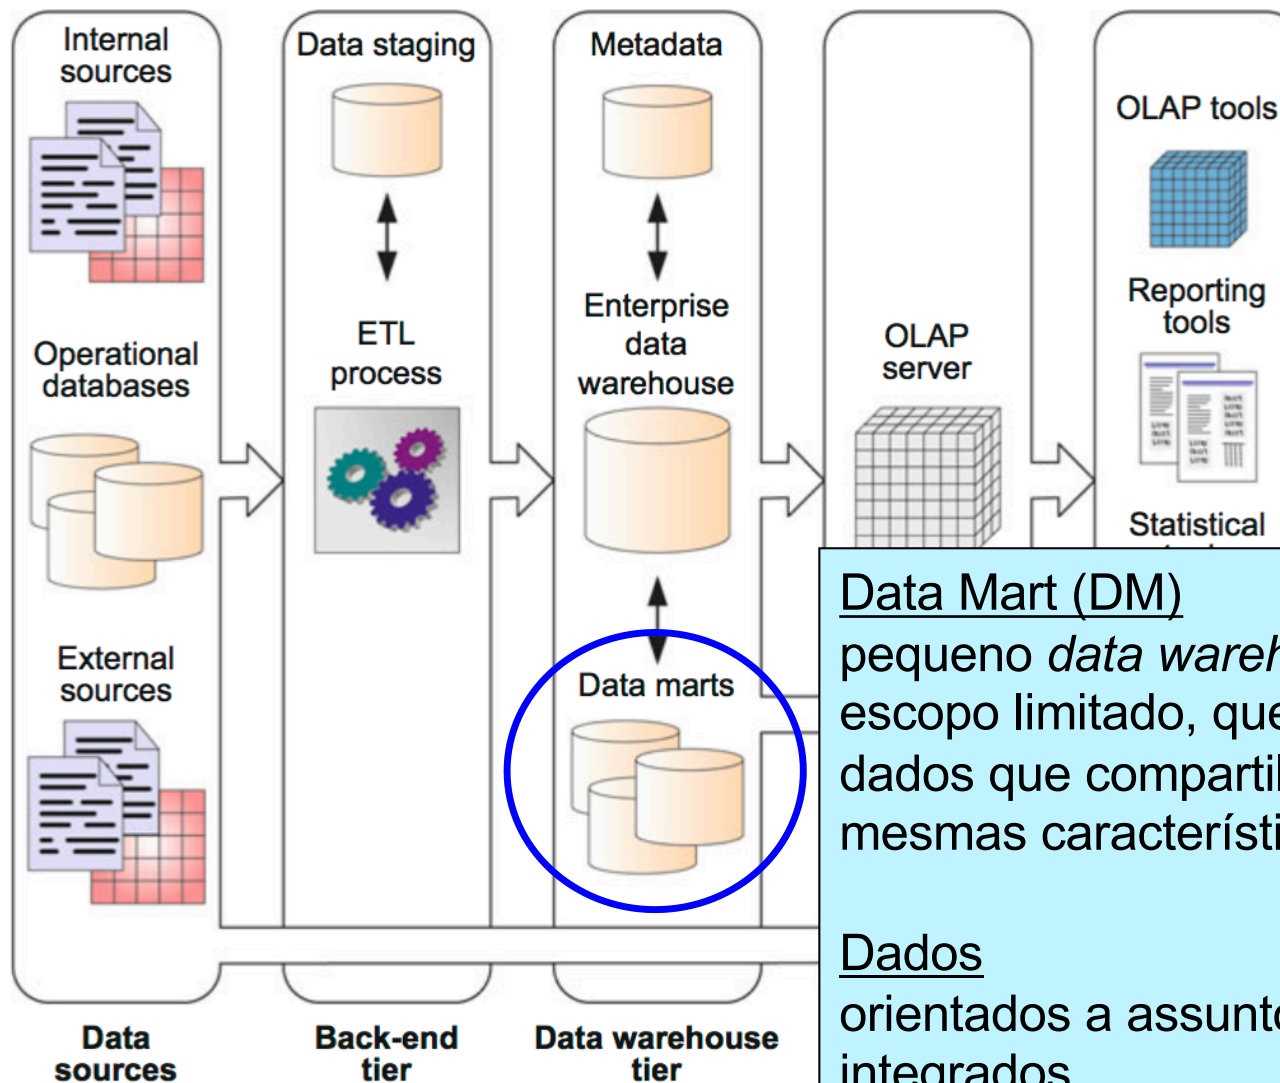 Internal
sources
Operational
databases
External
sources
Data
sources
Data staging
ETL
process
Back-end
tier
Metadata
Enterprise
data
warehouse
Data marts
Data warehouse
tier
OLAP
server
OLAP tools
Reporting
tools
Statistical
Data Mart (DM)
pequeno data wareh
escopo limitado, que
dados que compartil
mesmas característi
Dados
orientados a assunto
integrados